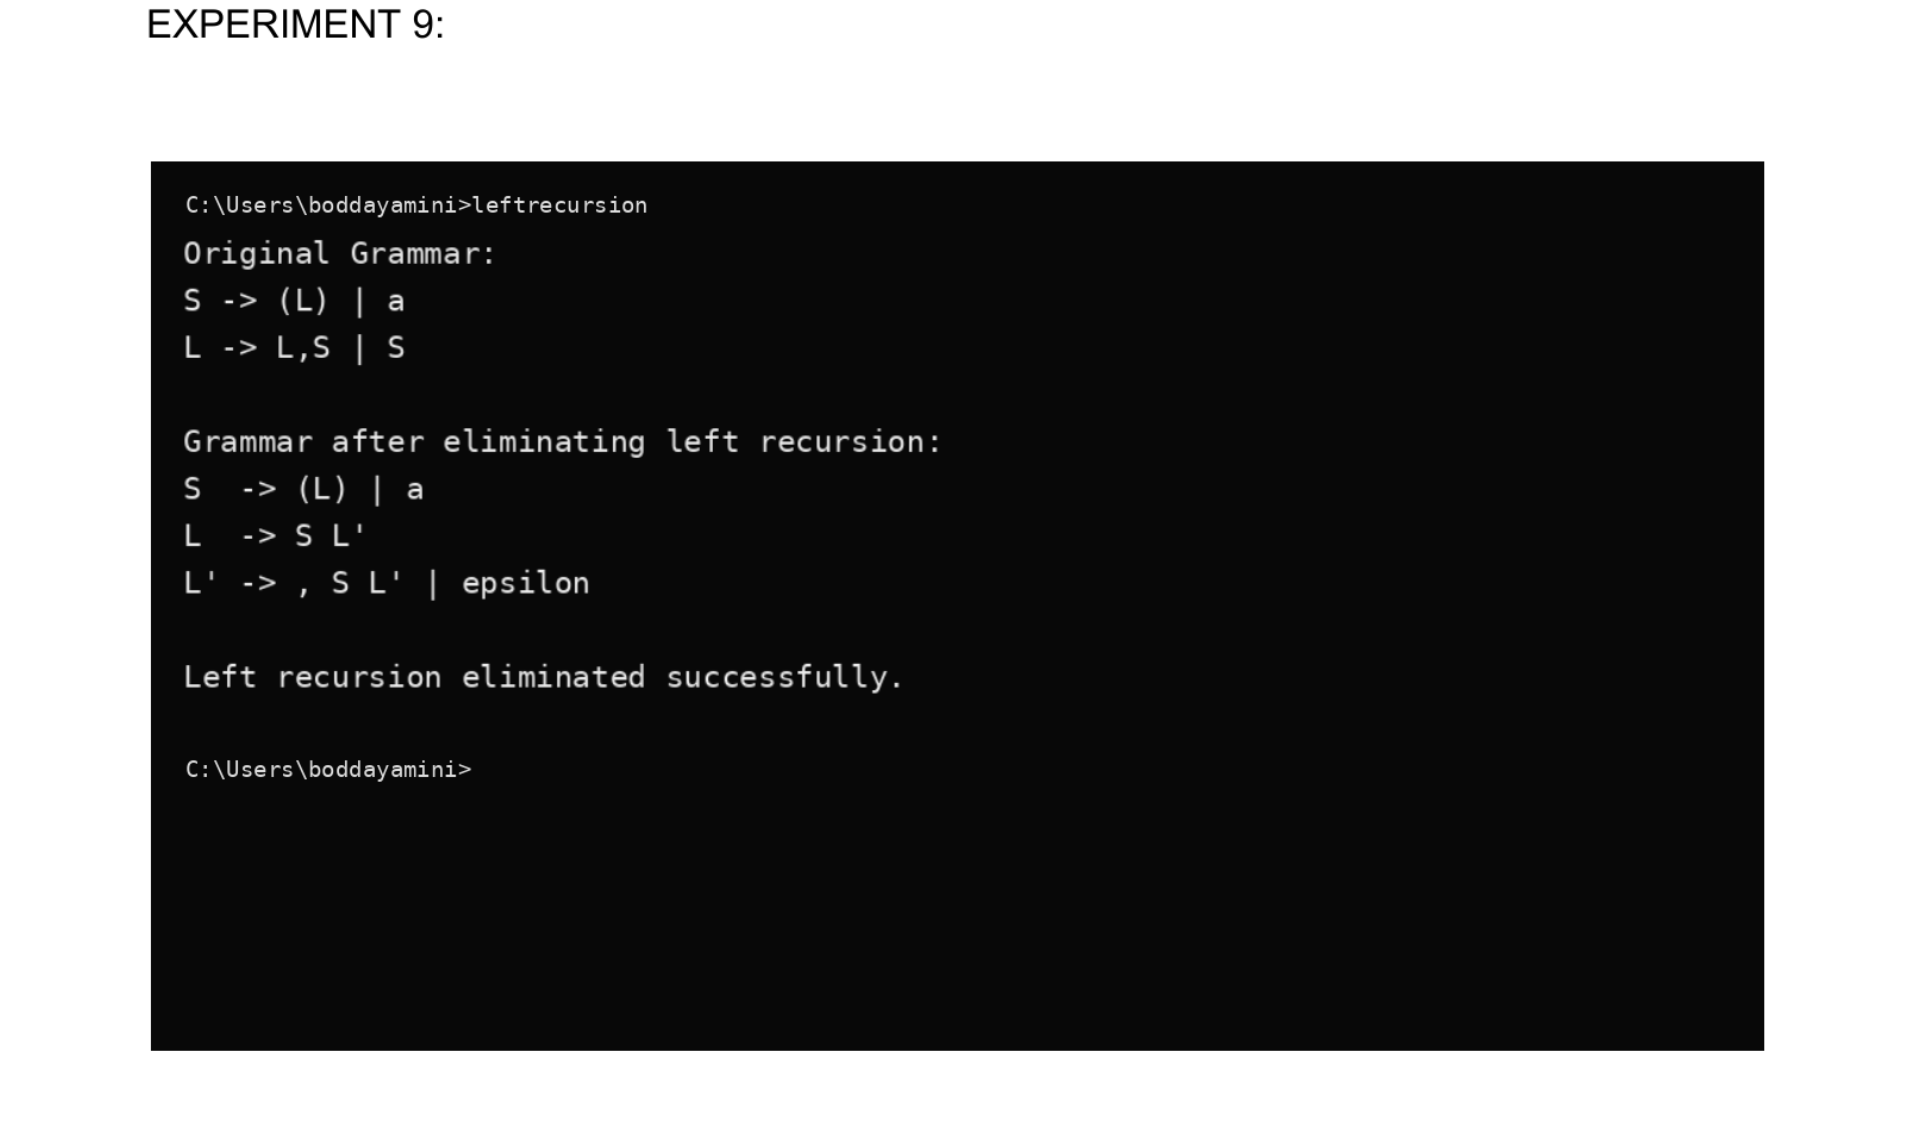 EXPERIMENT 9:
C:\Users\boddayamini>leftrecursion
Original Grammar:
S -> (L) | a
L -> L,S | S
Grammar after eliminating left recursion:
S  -> (L) | a
L  -> S L'
L' -> , S L' | epsilon
Left recursion eliminated successfully.
C:\Users\boddayamini>